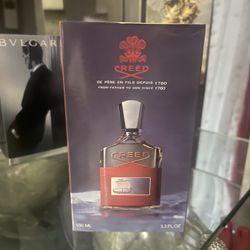 BVLGARI
CREED
DE PÈRE EN FILS DEPUIS 1760
FROM FATHER TO SON SINCE 1760
CREED
100 ML
3.3 FL.OZ